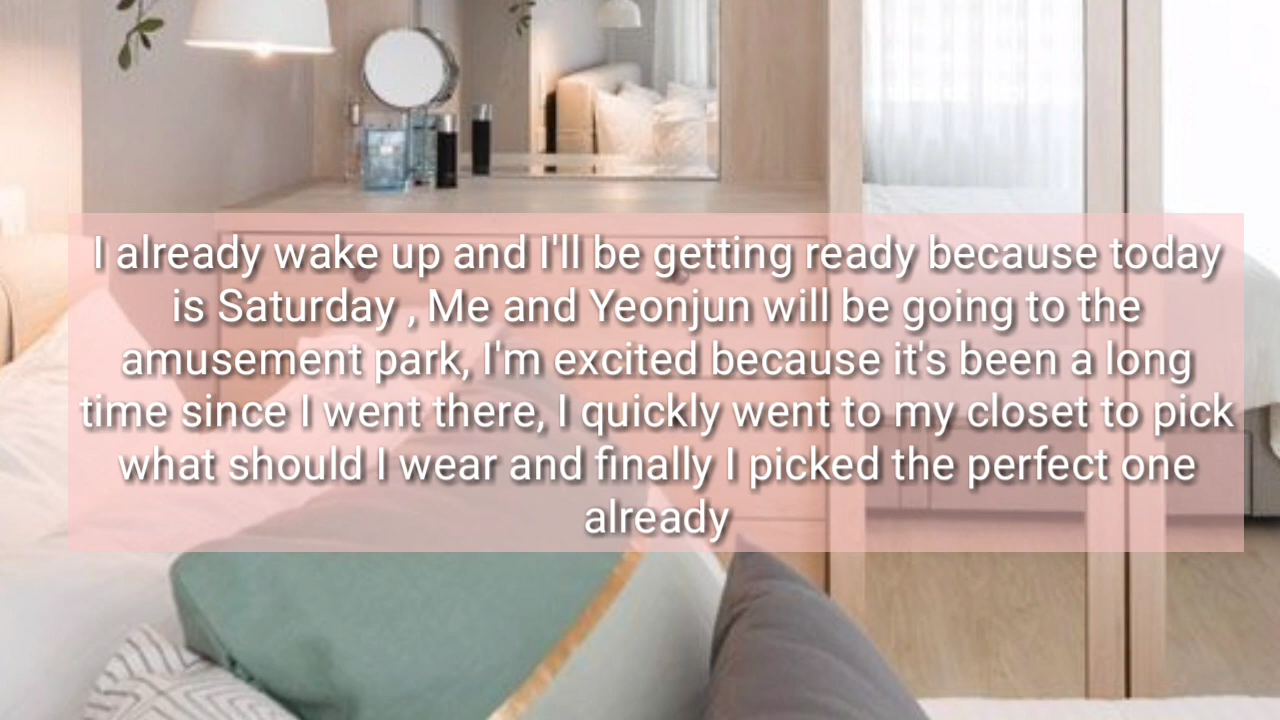 I already wake up and I'll be getting ready because today
is Saturday , Me and Yeonjun will be going to the
amusement park, I'm excited because it's been a long
time since I went there, I quickly went to my closet to pick
what should I wear and finally I picked the perfect one
already